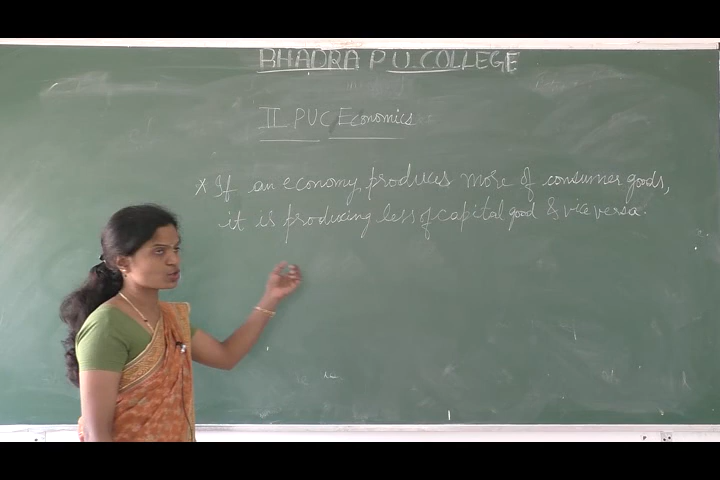 BHADRA P U. COLLEGE
II PUC Economics
x If an economy produces more of consumer goods,
it is producing less of capital good & vice versa.